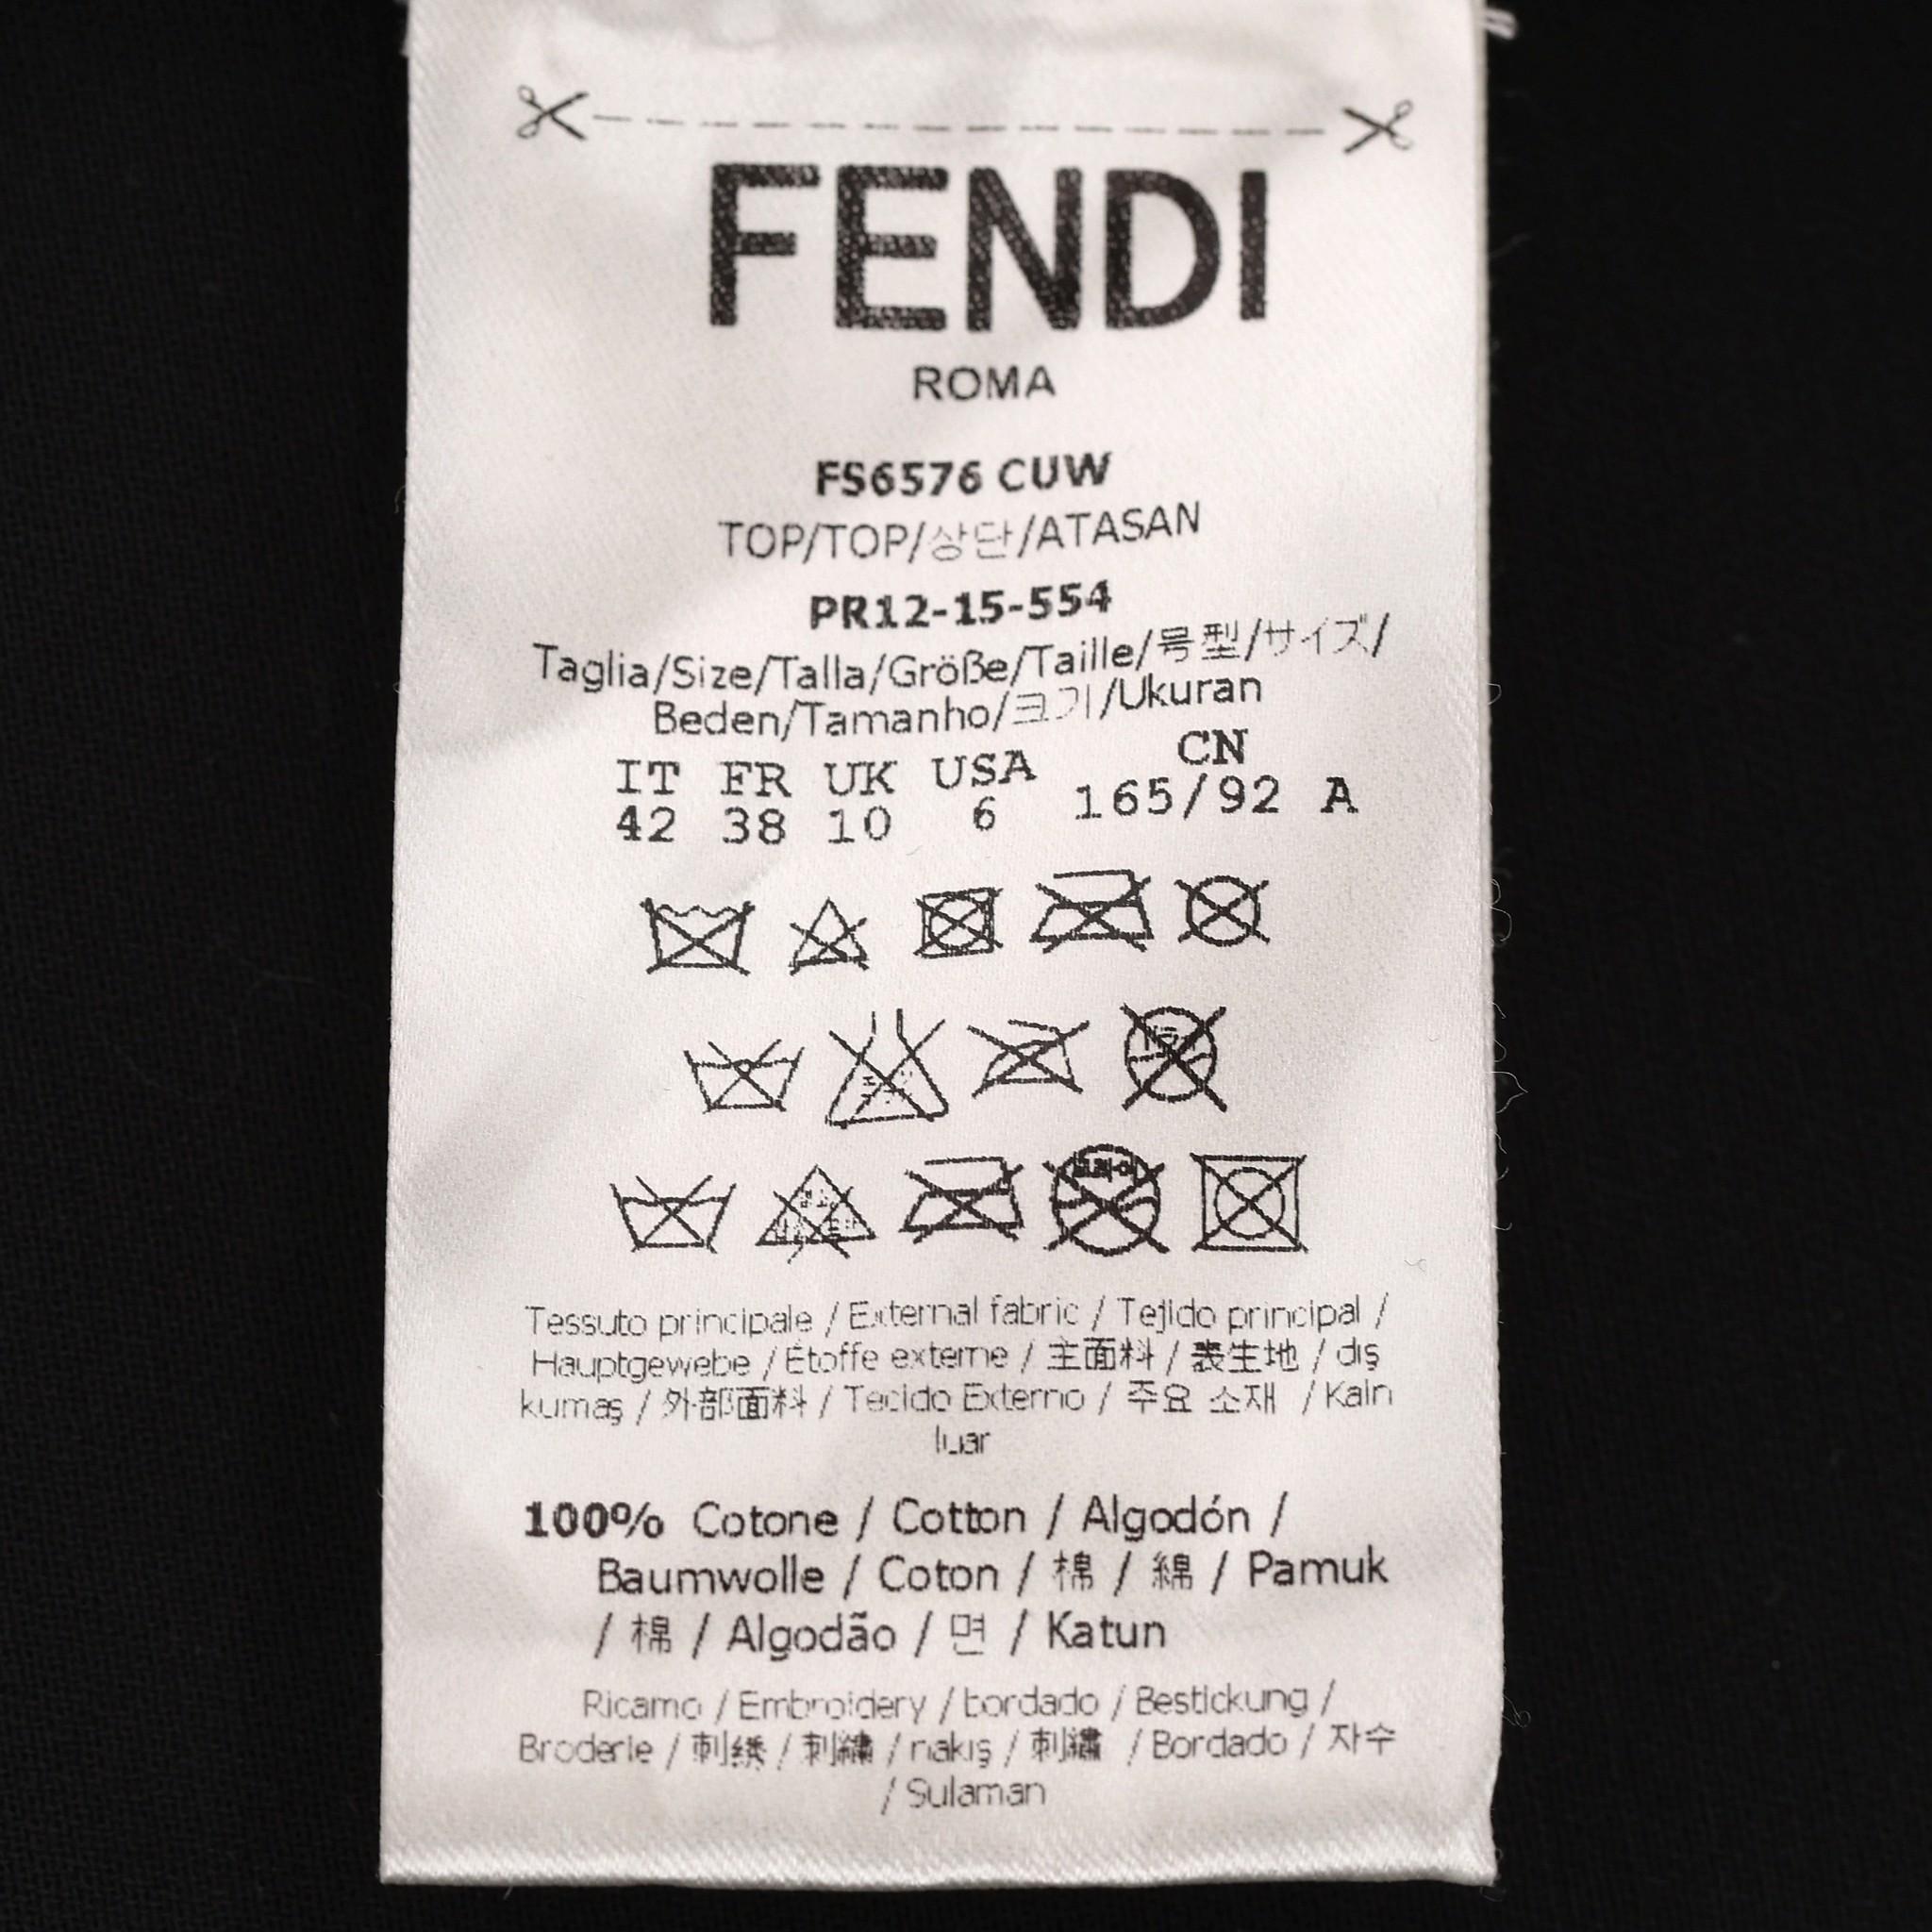 FENDI
ROMA
FS6576 CUW
TOP/TOP/상단/ATASAN
PR12-15-554
Taglia/Size/Talla/Größe/Taille/号型/サイズ/
Beden/Tamanho/크기/Ukuran
IT FR UK USA CN
42 38 10 6 165/92 A
Tessuto principale / External fabric / Tejido principal /
Hauptgewebe / Étoffe externe / 主面料 / 表生地 / dış
kumaş / 外部面料 / Tecido Externo / 주요 소재 / Kain
luar
100% Cotone / Cotton / Algodón /
Baumwolle / Coton / 棉 / 綿 / Pamuk
/ 棉 / Algodão / 면 / Katun
Ricamo / Embroidery / bordado / Bestickung /
Broderie / 刺绣 / 刺繍 / nakış / 刺繡 / Bordado / 자수
/ Sulaman